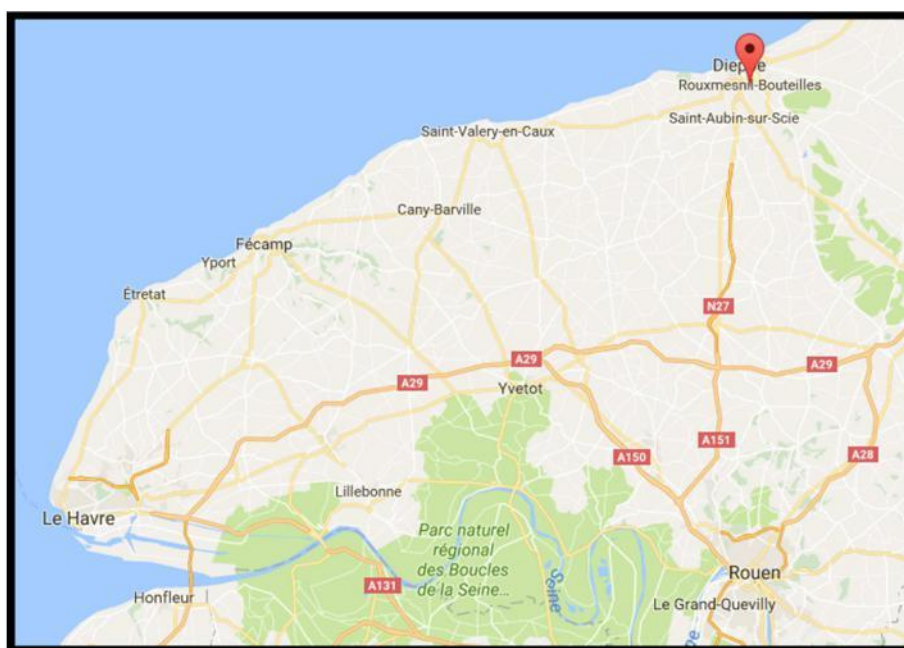 Dieppe
Rouxmesnil-Bouteilles
Saint-Aubin-sur-Scie
Saint-Valery-en-Caux
Cany-Barville
Fécamp
Yport
Étretat
N27
A29
A29
A29
Yvetot
A151
A150
A28
Lillebonne
Le Havre
Parc naturel
régional
des Boucles
de la Seine...
Seine
Rouen
A131
Honfleur
Le Grand-Quevilly